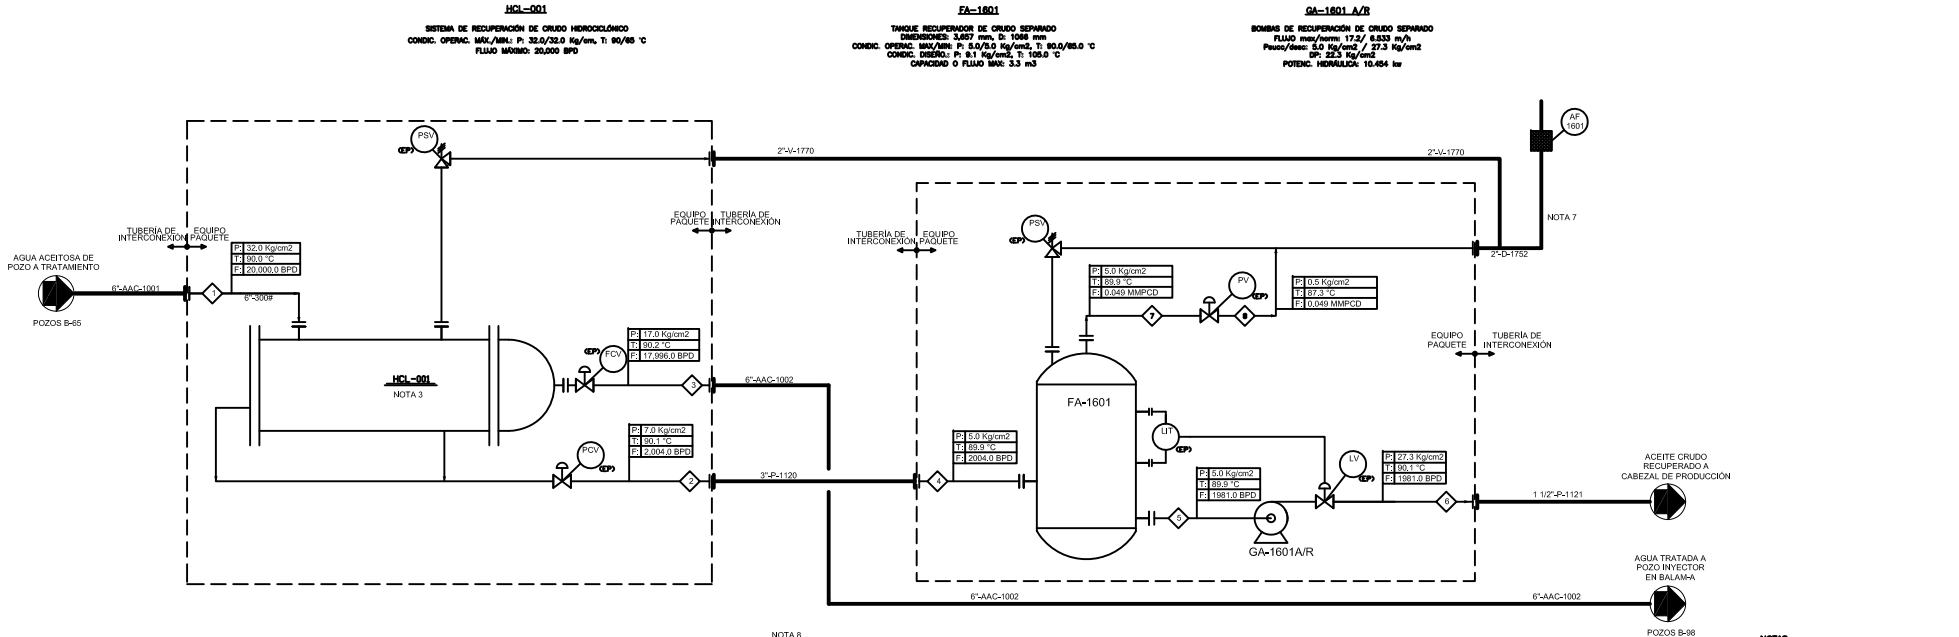 HCL-001
SISTEMA DE RECUPERACIÓN DE CRUDO HIDROCICLÓNICO
CONDIC. OPERAC. MÁX./MIN.: P: 32.0/32.0 Kg/cm, T: 90/65 °C
FLUJO MÁXIMO: 20,000 BPD
FA-1601
TANQUE RECUPERADOR DE CRUDO SEPARADO
DIMENSIONES: 3,657 mm, D: 1066 mm
CONDIC. OPERAC. MAX/MIN: P: 5.0/5.0 Kg/cm2, T: 90.0/65.0 °C
CONDIC. DISEÑO.: P: 9.1 Kg/cm2, T: 105.0 °C
CAPACIDAD O FLUJO MAX: 3.3 m3
GA-1601 A/R
BOMBAS DE RECUPERACIÓN DE CRUDO SEPARADO
FLUJO max/norm: 17.2/ 6.533 m/h
Psucc/desc: 5.0 Kg/cm2 / 27.3 Kg/cm2
DP: 22.3 Kg/cm2
POTENC. HIDRÁULICA: 10.454 kw
PSV
(EP)
2"-V-1770
2"-V-1770
AF
1601
NOTA 7
2"-D-1752
TUBERÍA DE
INTERCONEXIÓN
EQUIPO
PAQUETE
EQUIPO
PAQUETE
TUBERÍA DE
INTERCONEXIÓN
AGUA ACEITOSA DE
POZO A TRATAMIENTO
POZOS B-65
6"-AAC-1001
1
6"-300#
P: 32.0 Kg/cm2
T: 90.0 °C
F: 20,000.0 BPD
HCL-001
NOTA 3
(EP)
FCV
P: 17.0 Kg/cm2
T: 90.2 °C
F: 17,996.0 BPD
3
6"-AAC-1002
PCV
(EP)
P: 7.0 Kg/cm2
T: 90.1 °C
F: 2,004.0 BPD
2
3"-P-1120
TUBERÍA DE
INTERCONEXIÓN
EQUIPO
PAQUETE
PSV
(EP)
P: 5.0 Kg/cm2
T: 89.9 °C
F: 0.049 MMPCD
7
PV
(EP)
8
P: 0.5 Kg/cm2
T: 87.3 °C
F: 0.049 MMPCD
EQUIPO
PAQUETE
TUBERÍA DE
INTERCONEXIÓN
FA-1601
P: 5.0 Kg/cm2
T: 89.9 °C
F: 2004.0 BPD
4
LIT
(EP)
P: 5.0 Kg/cm2
T: 89.9 °C
F: 1981.0 BPD
5
GA-1601A/R
LV
(EP)
P: 27.3 Kg/cm2
T: 90.1 °C
F: 1981.0 BPD
6
1 1/2"-P-1121
ACEITE CRUDO
RECUPERADO A
CABEZAL DE PRODUCCIÓN
AGUA TRATADA A
POZO INYECTOR
EN BALAM-A
6"-AAC-1002
6"-AAC-1002
POZOS B-98
NOTA 8